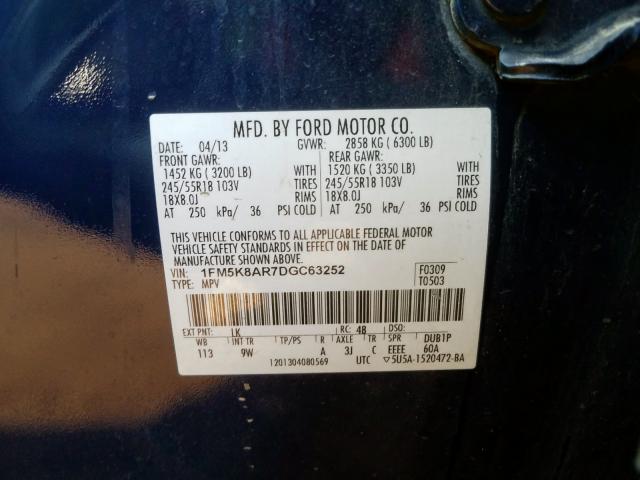 MFD. BY FORD MOTOR CO.
DATE: 04/13 GVWR: 2858 KG ( 6300 LB)
FRONT GAWR: REAR GAWR:
1452 KG ( 3200 LB) WITH 1520 KG ( 3350 LB) WITH
245/55R18 103V TIRES 245/55R18 103V TIRES
18X8.0J RIMS 18X8.0J RIMS
AT 250 kPa/ 36 PSI COLD AT 250 kPa/ 36 PSI COLD
THIS VEHICLE CONFORMS TO ALL APPLICABLE FEDERAL MOTOR
VEHICLE SAFETY STANDARDS IN EFFECT ON THE DATE OF
MANUFACTURE SHOWN ABOVE.
VIN: 1FM5K8AR7DGC63252 F0309
TYPE: MPV T0503
EXT PNT: LK RC: 48 DSO:
WB INT TR TP/PS R AXLE TR SPR DUB1P
113 9W A 3J C EEEE 60A
1201304080569 UTC ▽5U5A-1520472-BA